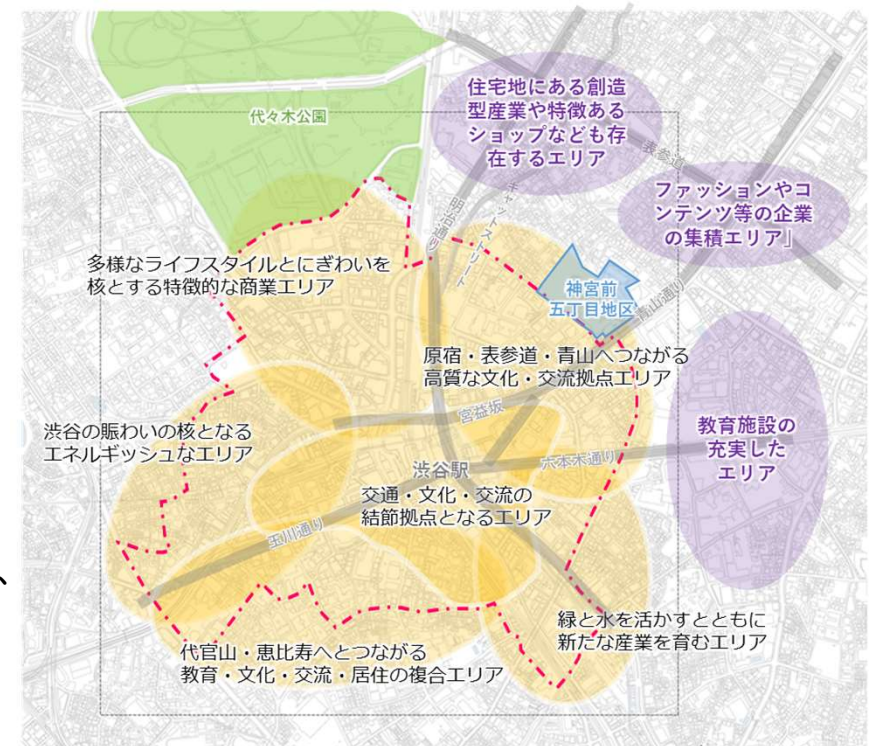 住宅地にある創造
型産業や特徴ある
ショップなども存
在するエリア
代々木公園
表参道
ファッションやコ
ンテンツ等の企業
の集積エリア」
キャットストリート
明治通り
多様なライフスタイルとにぎわいを
核とする特徴的な商業エリア
神宮前
五丁目地区
青山通り
原宿・表参道・青山へつながる
高質な文化・交流拠点エリア
宮益坂
渋谷の賑わいの核となる
エネルギッシュなエリア
教育施設の
充実した
エリア
六本木通り
渋谷駅
交通・文化・交流の
結節拠点となるエリア
玉川通り
、
緑と水を活かすとともに
新たな産業を育むエリア
代官山・恵比寿へとつながる
教育・文化・交流・居住の複合エリア